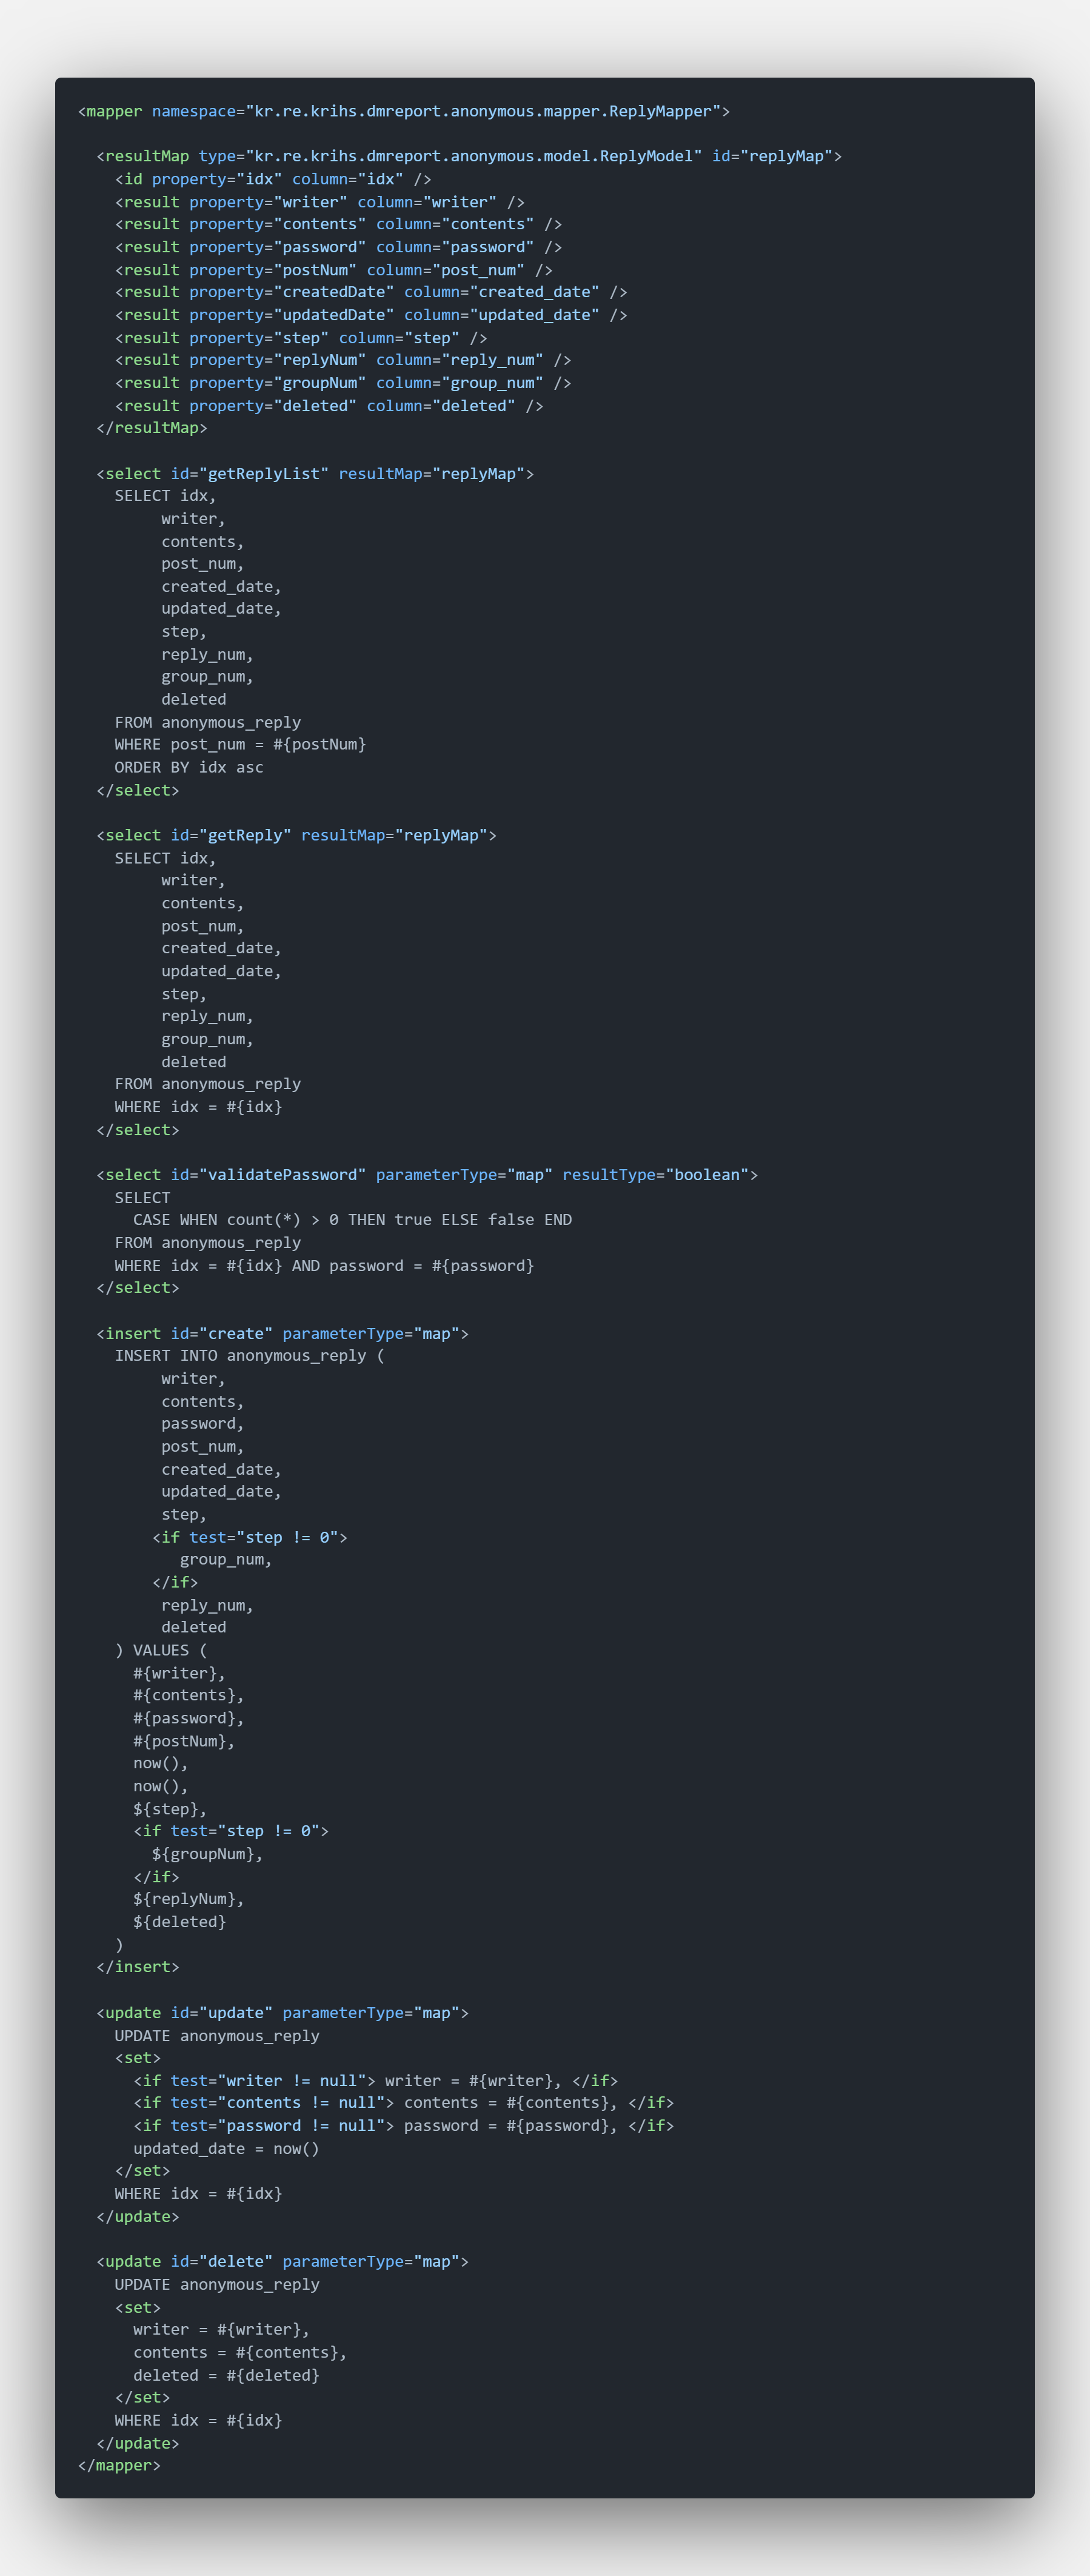 <mapper namespace="kr.re.krihs.dmreport.anonymous.mapper.ReplyMapper">
<resultMap type="kr.re.krihs.dmreport.anonymous.model.ReplyModel" id="replyMap">
<id property="idx" column="idx" />
<result property="writer" column="writer" />
<result property="contents" column="contents" />
<result property="password" column="password" />
<result property="postNum" column="post_num" />
<result property="createdDate" column="created_date" />
<result property="updatedDate" column="updated_date" />
<result property="step" column="step" />
<result property="replyNum" column="reply_num" />
<result property="groupNum" column="group_num" />
<result property="deleted" column="deleted" />
</resultMap>
<select id="getReplyList" resultMap="replyMap">
SELECT idx,
writer,
contents,
post_num,
created_date,
updated_date,
step,
reply_num,
group_num,
deleted
FROM anonymous_reply
WHERE post_num = #{postNum}
ORDER BY idx asc
</select>
<select id="getReply" resultMap="replyMap">
SELECT idx,
writer,
contents,
post_num,
created_date,
updated_date,
step,
reply_num,
group_num,
deleted
FROM anonymous_reply
WHERE idx = #{idx}
</select>
<select id="validatePassword" parameterType="map" resultType="boolean">
SELECT
CASE WHEN count(*) > 0 THEN true ELSE false END
FROM anonymous_reply
WHERE idx = #{idx} AND password = #{password}
</select>
<insert id="create" parameterType="map">
INSERT INTO anonymous_reply (
writer,
contents,
password,
post_num,
created_date,
updated_date,
step,
<if test="step != 0">
group_num,
</if>
reply_num,
deleted
) VALUES (
#{writer},
#{contents},
#{password},
#{postNum},
now(),
now(),
${step},
<if test="step != 0">
${groupNum},
</if>
${replyNum},
${deleted}
)
</insert>
<update id="update" parameterType="map">
UPDATE anonymous_reply
<set>
<if test="writer != null"> writer = #{writer}, </if>
<if test="contents != null"> contents = #{contents}, </if>
<if test="password != null"> password = #{password}, </if>
updated_date = now()
</set>
WHERE idx = #{idx}
</update>
<update id="delete" parameterType="map">
UPDATE anonymous_reply
<set>
writer = #{writer},
contents = #{contents},
deleted = #{deleted}
</set>
WHERE idx = #{idx}
</update>
</mapper>